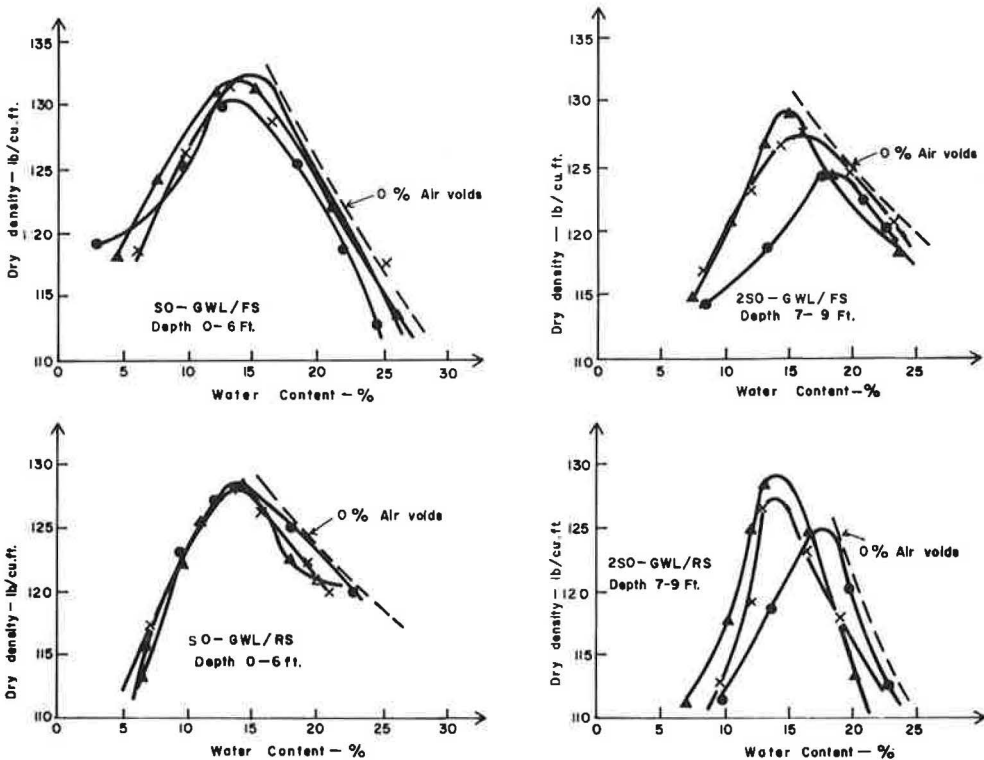 135
130
125
120
115
110
Dry density — lb/cu.ft.
0% Air voids
SO-GWL/FS
Depth 0-6 Ft.
0 5 10 15 20 25 30
Water Content — %
135
130
125
120
115
110
Dry density — lb/cu.ft.
0% Air voids
2SO-GWL/FS
Depth 7-9 Ft.
0 5 10 15 20 25
Water Content —%
130
125
120
115
110
Dry density — lb/cu.ft.
0% Air voids
SO-GWL/RS
Depth 0-6 ft.
0 5 10 15 20 25 30
Water Content — %
130
125
120
115
110
Dry density — lb/cu.ft.
0% Air voids
2SO-GWL/RS
Depth 7-9 Ft.
0 5 10 15 20 25
Water Content — %